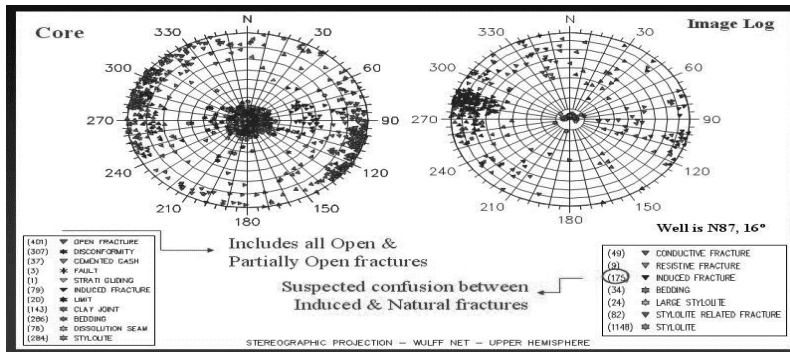 Core
Image Log
N
330
30
300
60
270
90
240
120
210
150
180
N
330
30
300
60
270
90
240
120
210
150
180
Well is N87, 16°
Includes all Open &
Partially Open fractures
Suspected confusion between
Induced & Natural fractures
(401) OPEN FRACTURE
(307) DISCONFORMITY
(37) CEMENTED GASH
(3) FAULT
(1) STRATI GLIDING
(79) INDUCED FRACTURE
(20) LIMIT
(143) CLAY JOINT
(286) BEDDING
(78) DISSOLUTION SEAM
(284) STYLOLITE
(49) CONDUCTIVE FRACTURE
(9) RESISTIVE FRACTURE
(175) INDUCED FRACTURE
(34) BEDDING
(24) LARGE STYLOLITE
(82) STYLOLITE RELATED FRACTURE
(1148) STYLOLITE
STEREOGRAPHIC PROJECTION - WULFF NET - UPPER HEMISPHERE